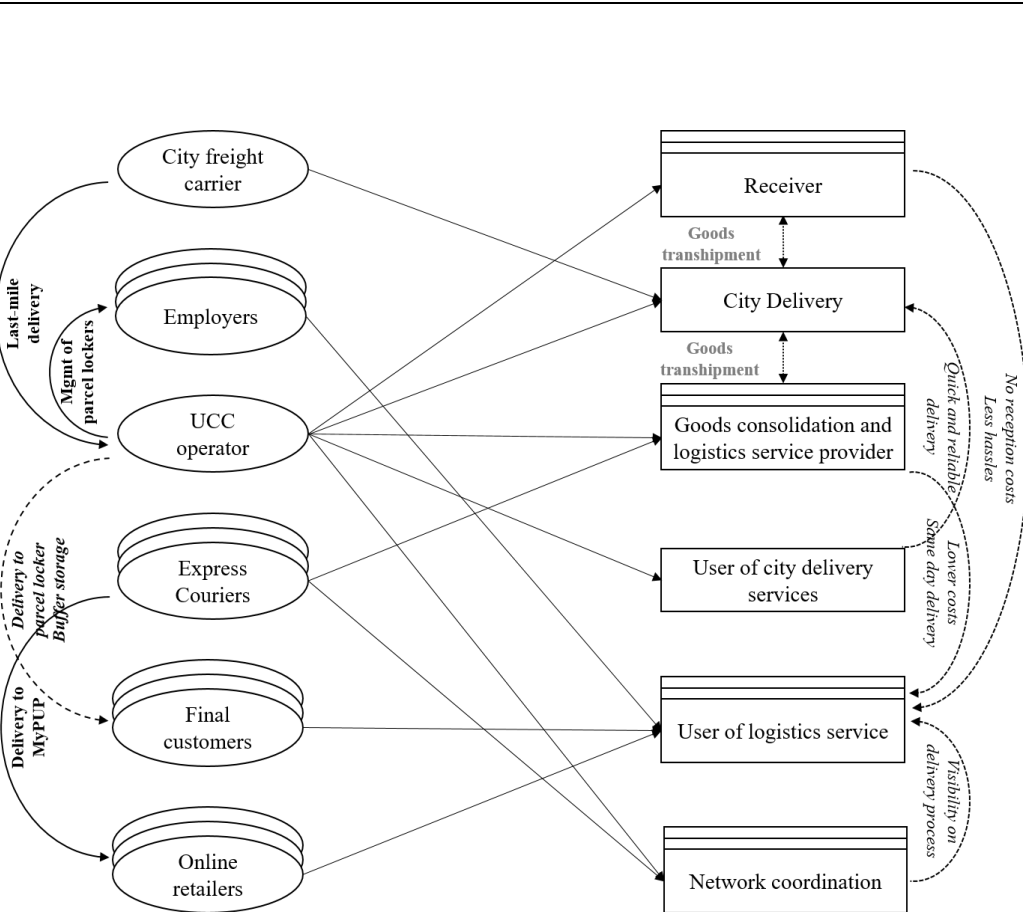 City freight
carrier
Receiver
Goods
transhipment
Last-mile
delivery
Employers
City Delivery
Mgmt of
parcel lockers
Goods
transhipment
Quick and reliable
delivery
No reception costs
Less hassles
UCC
operator
Goods consolidation and
logistics service provider
Delivery to
parcel locker
Buffer storage
Express
Couriers
User of city delivery
services
Lower costs
Same day delivery
Delivery to
MyPUP
Final
customers
User of logistics service
Visibility on
delivery process
Online
retailers
Network coordination